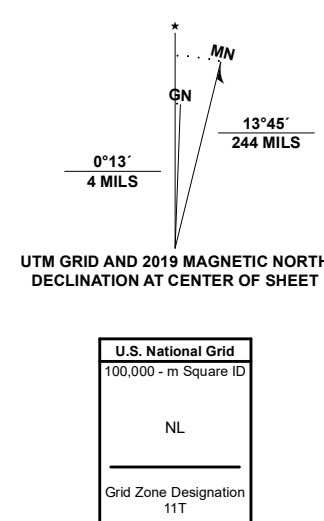 ★
MN
GN
13°45´
244 MILS
0°13´
4 MILS
UTM GRID AND 2019 MAGNETIC NORTH
DECLINATION AT CENTER OF SHEET
U.S. National Grid
100,000 - m Square ID
NL
Grid Zone Designation
11T